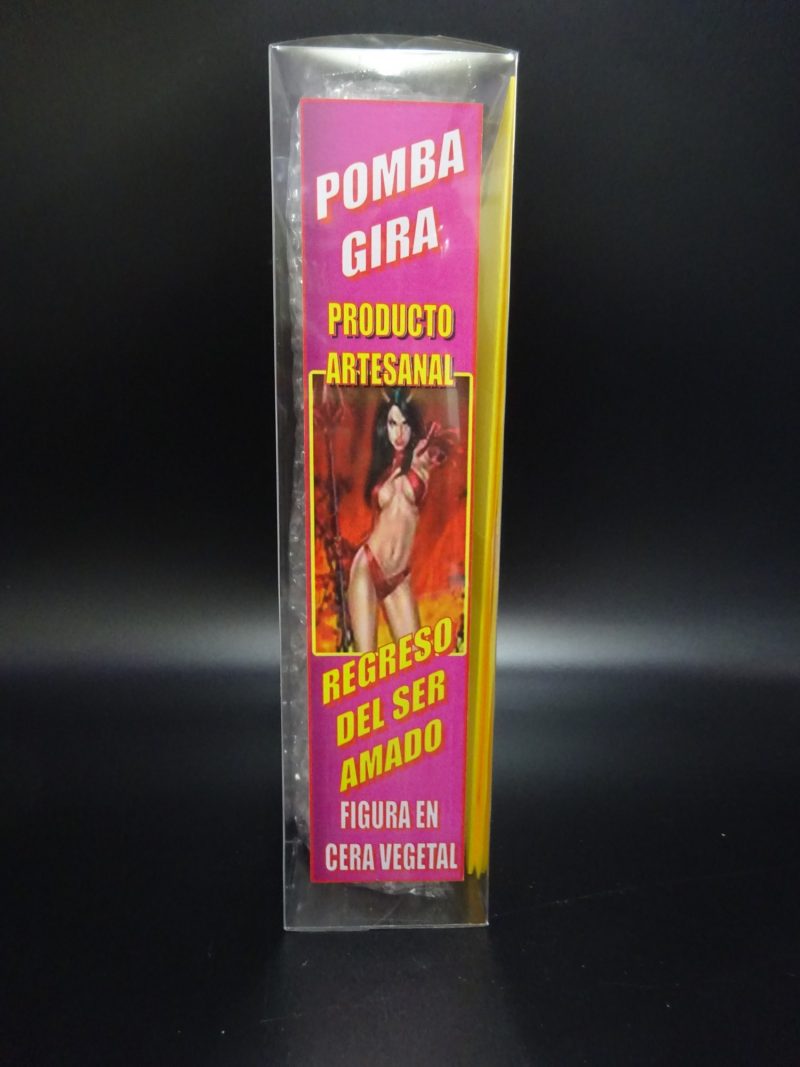 POMBA
GIRA
PRODUCTO
ARTESANAL
REGRESO
DEL SER
AMADO
FIGURA EN
CERA VEGETAL